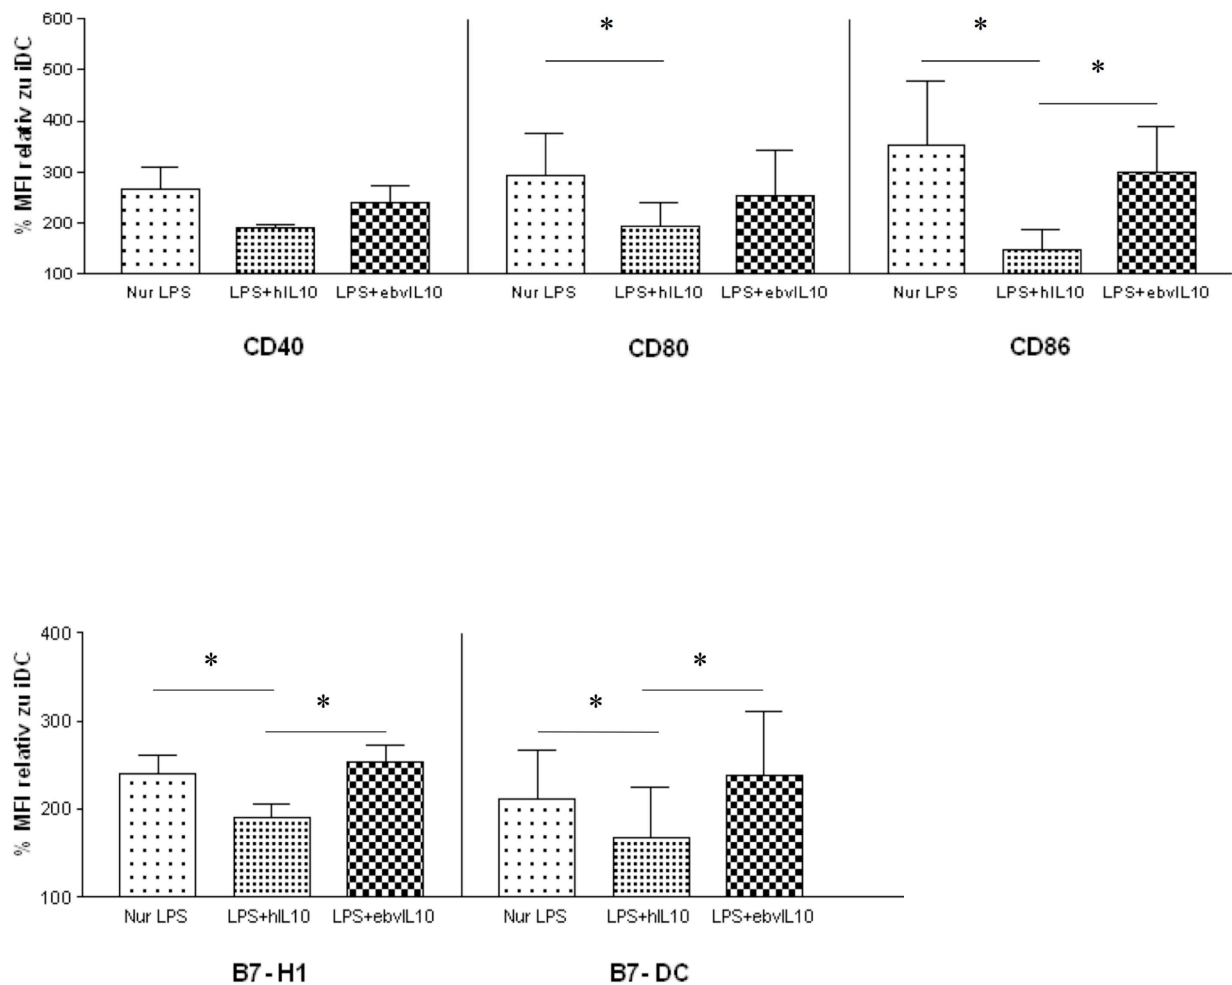 % MFI relativ zu iDC
600
500
400
300
200
100
* * *
Nur LPS LPS+hIL10 LPS+ebvIL10 Nur LPS LPS+hIL10 LPS+ebvIL10 Nur LPS LPS+hIL10 LPS+ebvIL10
CD40 CD80 CD86
% MFI relativ zu iDC
400
300
200
100
* * * *
Nur LPS LPS+hIL10 LPS+ebvIL10 Nur LPS LPS+hIL10 LPS+ebvIL10
B7-H1 B7-DC